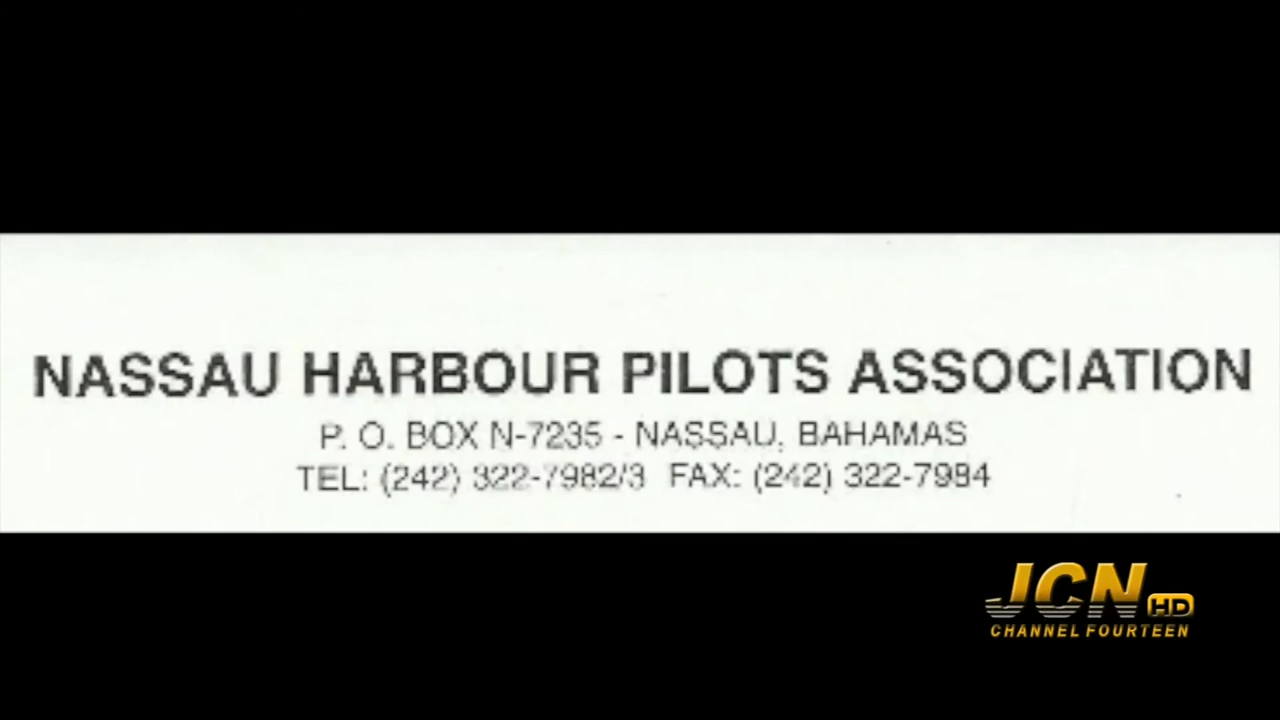 NASSAU HARBOUR PILOTS ASSOCIATION
P. O. BOX N-7235 - NASSAU, BAHAMAS
TEL: (242) 322-7982/3 FAX: (242) 322-7984
JCN HD
CHANNEL FOURTEEN